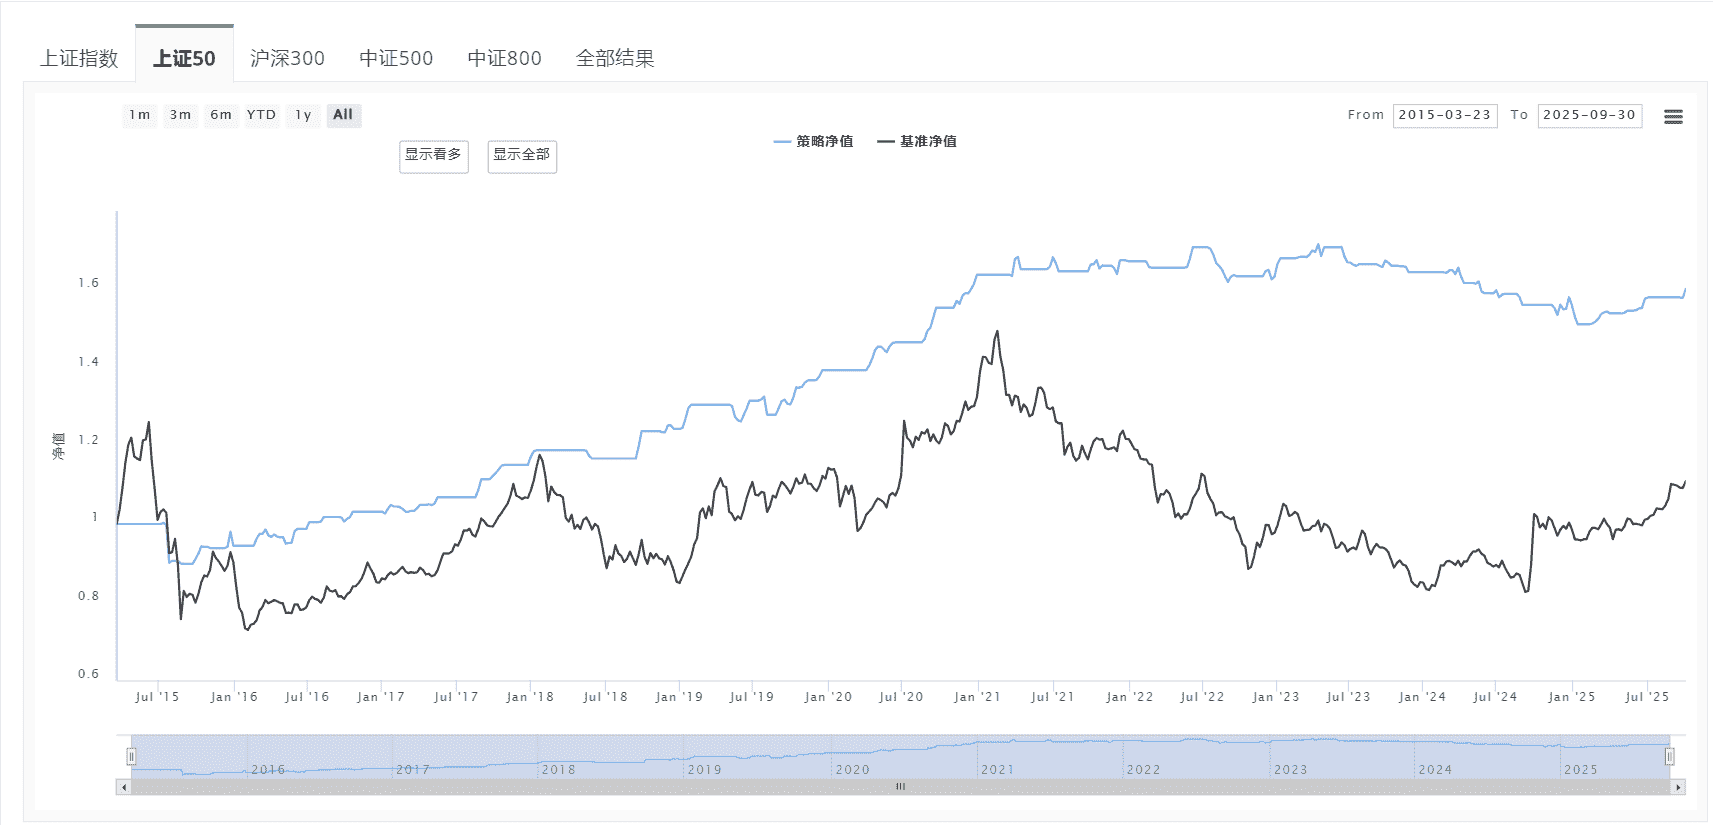 上证指数 上证50 沪深300 中证500 中证800 全部结果
1m 3m 6m YTD 1y All From 2015-03-23 To 2025-09-30
策略净值 基准净值
显示看多 显示全部
1.6
1.4
1.2
1
0.8
0.6
净值
Jul '15 Jan '16 Jul '16 Jan '17 Jul '17 Jan '18 Jul '18 Jan '19 Jul '19 Jan '20 Jul '20 Jan '21 Jul '21 Jan '22 Jul '22 Jan '23 Jul '23 Jan '24 Jul '24 Jan '25 Jul '25
2016 2017 2018 2019 2020 2021 2022 2023 2024 2025